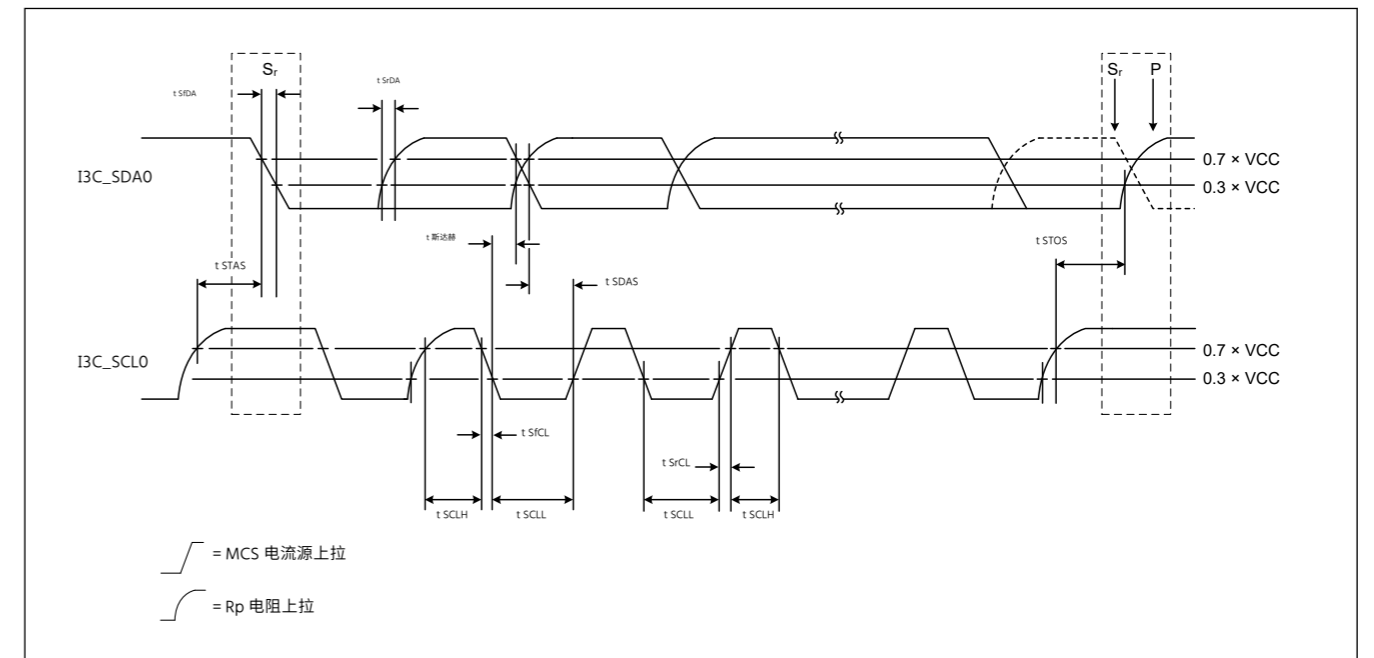 Sr
t SrDA
Sr P
t SfDA
0.7 × VCC
I3C_SDA0
0.3 × VCC
t 斯达赫
t STOS
t STAS
t SDAS
0.7 × VCC
I3C_SCL0
0.3 × VCC
t SfCL
t SrCL
t SCLH t SCLL t SCLL t SCLH
= MCS 电流源上拉
= Rp 电阻上拉